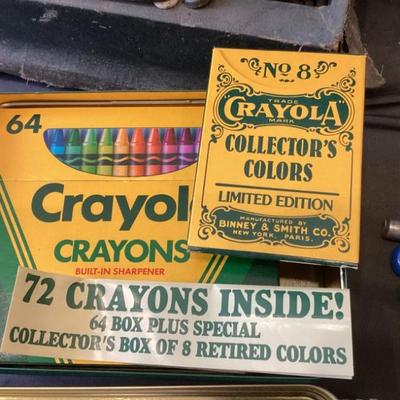 Nº 8
TRADE
"CRAYOLA"
MARK
COLLECTOR'S
COLORS
LIMITED EDITION
MANUFACTURED BY
BINNEY & SMITH CO.
NEW YORK, PARIS.
64
Crayol
CRAYONS
BUILT-IN SHARPENER
72 CRAYONS INSIDE!
64 BOX PLUS SPECIAL
COLLECTOR'S BOX OF 8 RETIRED COLORS